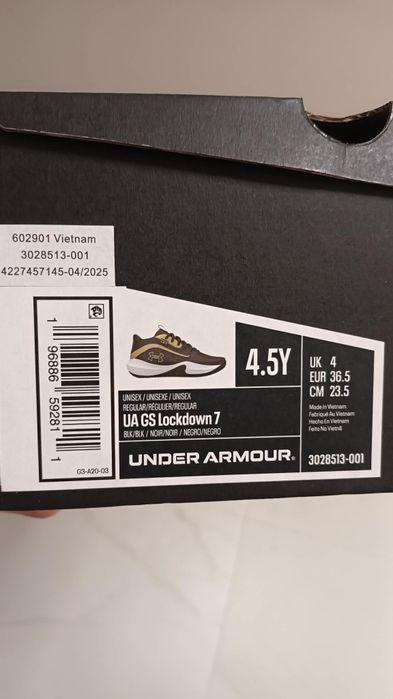 602901 Vietnam
3028513-001
4227457145-04/2025
1 96886 59281 1
03-A20-03
4.5Y
UK 4
EUR 36.5
CM 23.5
UNISEX / UNISEXE / UNISEX
REGULAR/RÉGULIER/REGULAR
UA GS Lockdown 7
BLK/BLK / NOIR/NOIR / NEGRO/NEGRO
Made in Vietnam
Fabriqué Au Vietnam
Hecho En Vietnam
Feito No Vietnã
UNDER ARMOUR®
3028513-001